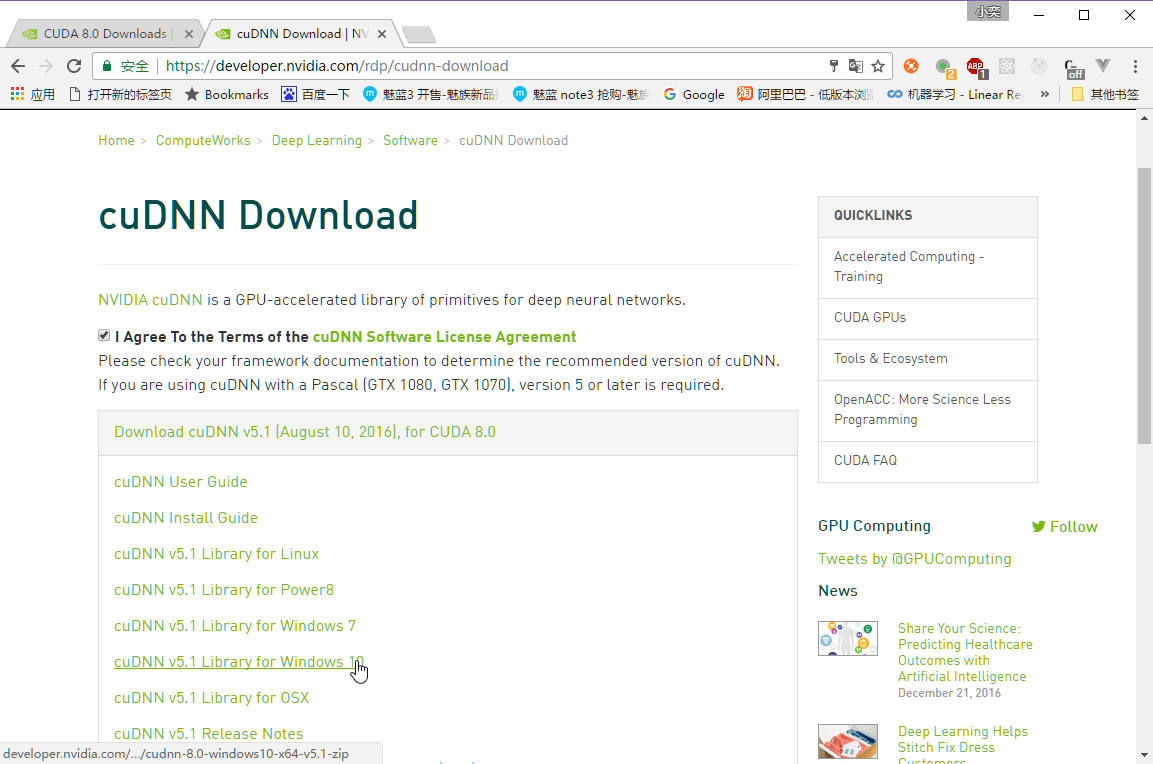 小奕
CUDA 8.0 Downloads |
cuDNN Download | NV
安全
https://developer.nvidia.com/rdp/cudnn-download
2
ABP
1
off
应用
打开新的标签页
Bookmarks
百度一下
魅蓝3 开售-魅族新品
魅蓝 note3 抢购-魅族
Google
淘
阿里巴巴 - 低版本浏
机器学习 - Linear Re
»
其他书签
Home > ComputeWorks > Deep Learning > Software > cuDNN Download
cuDNN Download
NVIDIA cuDNN is a GPU-accelerated library of primitives for deep neural networks.
I Agree To the Terms of the cuDNN Software License Agreement
Please check your framework documentation to determine the recommended version of cuDNN.
If you are using cuDNN with a Pascal (GTX 1080, GTX 1070), version 5 or later is required.
Download cuDNN v5.1 (August 10, 2016), for CUDA 8.0
cuDNN User Guide
cuDNN Install Guide
cuDNN v5.1 Library for Linux
cuDNN v5.1 Library for Power8
cuDNN v5.1 Library for Windows 7
cuDNN v5.1 Library for Windows 10
cuDNN v5.1 Library for OSX
cuDNN v5.1 Release Notes
developer.nvidia.com/.../cudnn-8.0-windows10-x64-v5.1-zip
QUICKLINKS
Accelerated Computing -
Training
CUDA GPUs
Tools & Ecosystem
OpenACC: More Science Less
Programming
CUDA FAQ
GPU Computing
Follow
Tweets by @GPUComputing
News
Share Your Science:
Predicting Healthcare
Outcomes with
Artificial Intelligence
December 21, 2016
Deep Learning Helps
Stitch Fix Dress
Customers